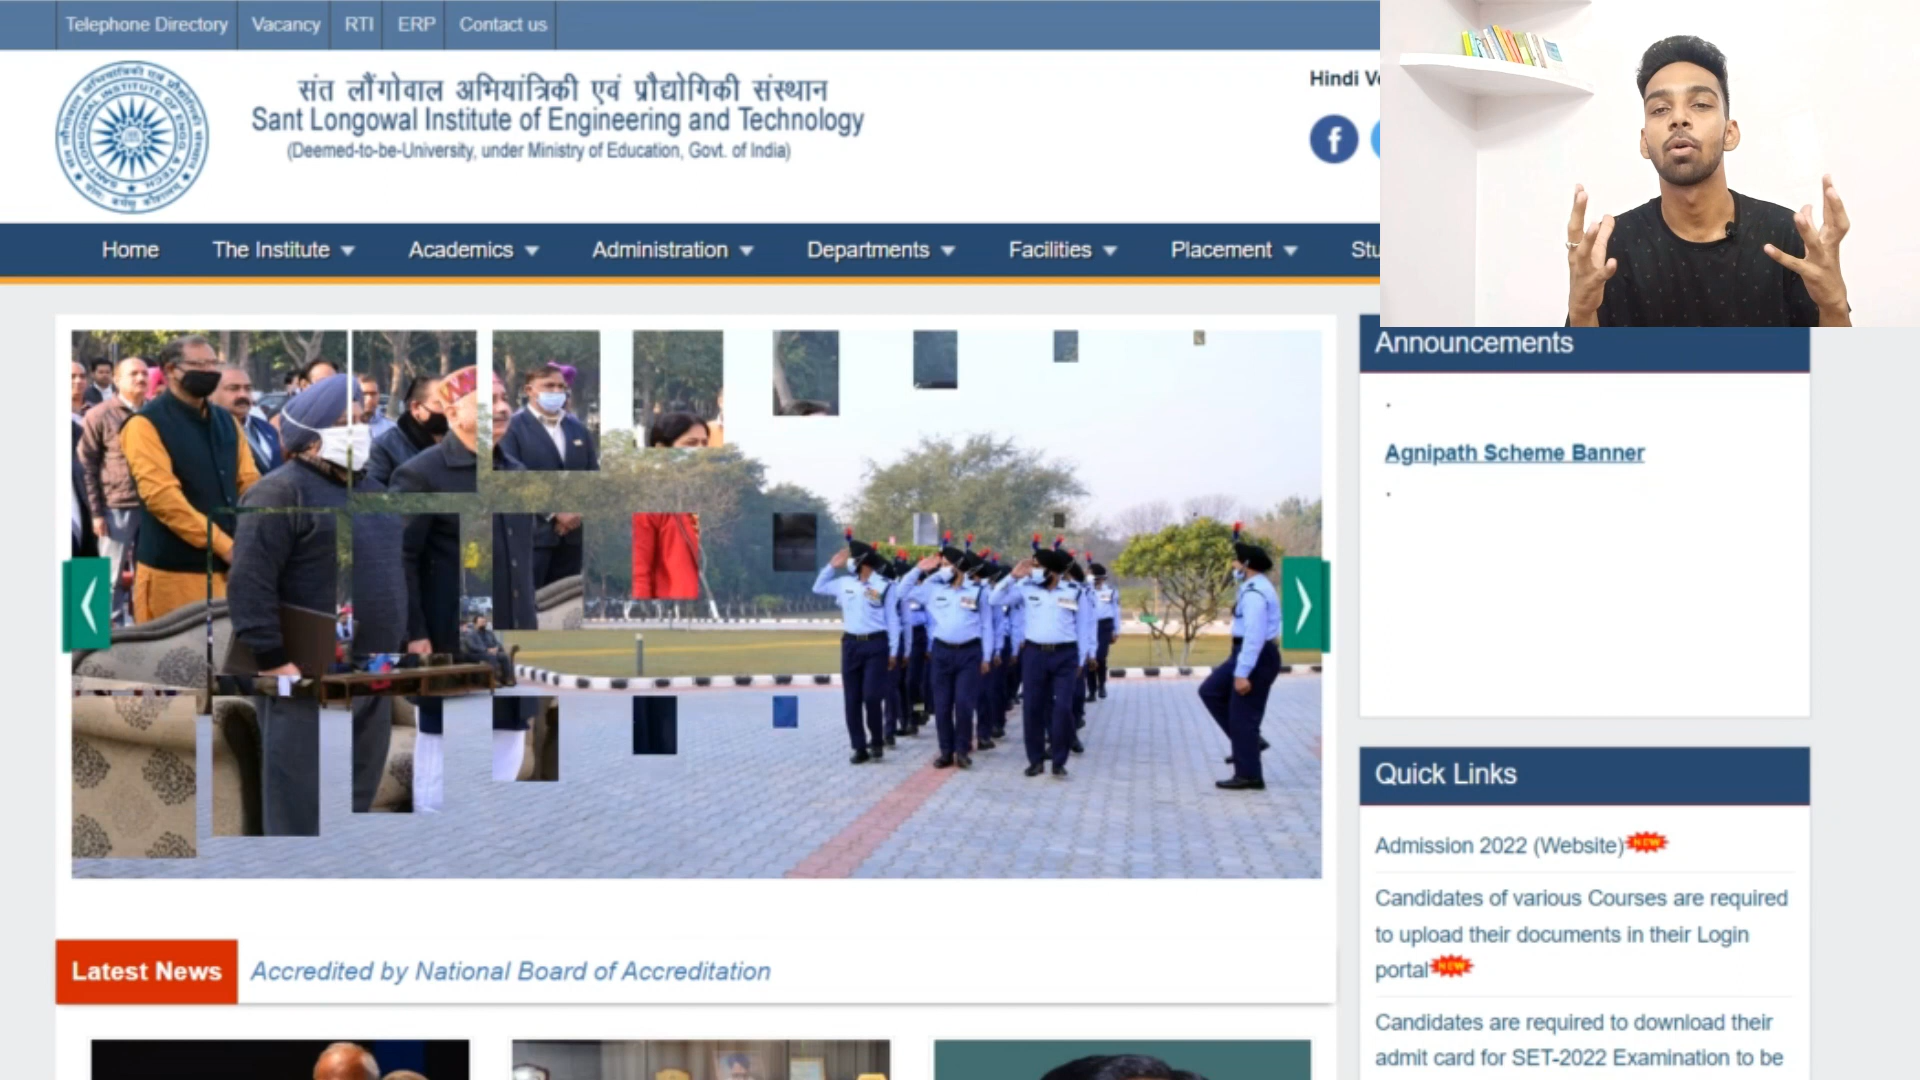 Telephone Directory
Vacancy
RTI
ERP
Contact us
संत लौंगोवाल अभियांत्रिकी एवं प्रौद्योगिकी संस्थान
Sant Longowal Institute of Engineering and Technology
(Deemed-to-be-University, under Ministry of Education, Govt. of India)
Hindi
f
Home
The Institute
Academics
Administration
Departments
Facilities
Placement
Stu
Announcements
Agnipath Scheme Banner
Quick Links
Admission 2022 (Website) NEW
Candidates of various Courses are required
to upload their documents in their Login
portal NEW
Candidates are required to download their
admit card for SET-2022 Examination to be
Latest News
Accredited by National Board of Accreditation